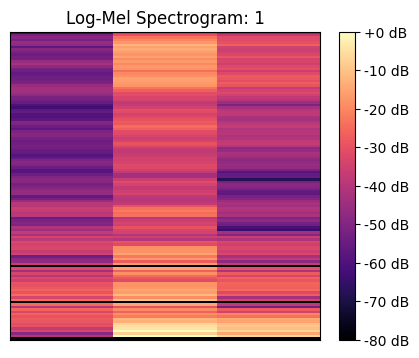 Log-Mel Spectrogram: 1
+0 dB
-10 dB
-20 dB
-30 dB
-40 dB
-50 dB
-60 dB
-70 dB
-80 dB